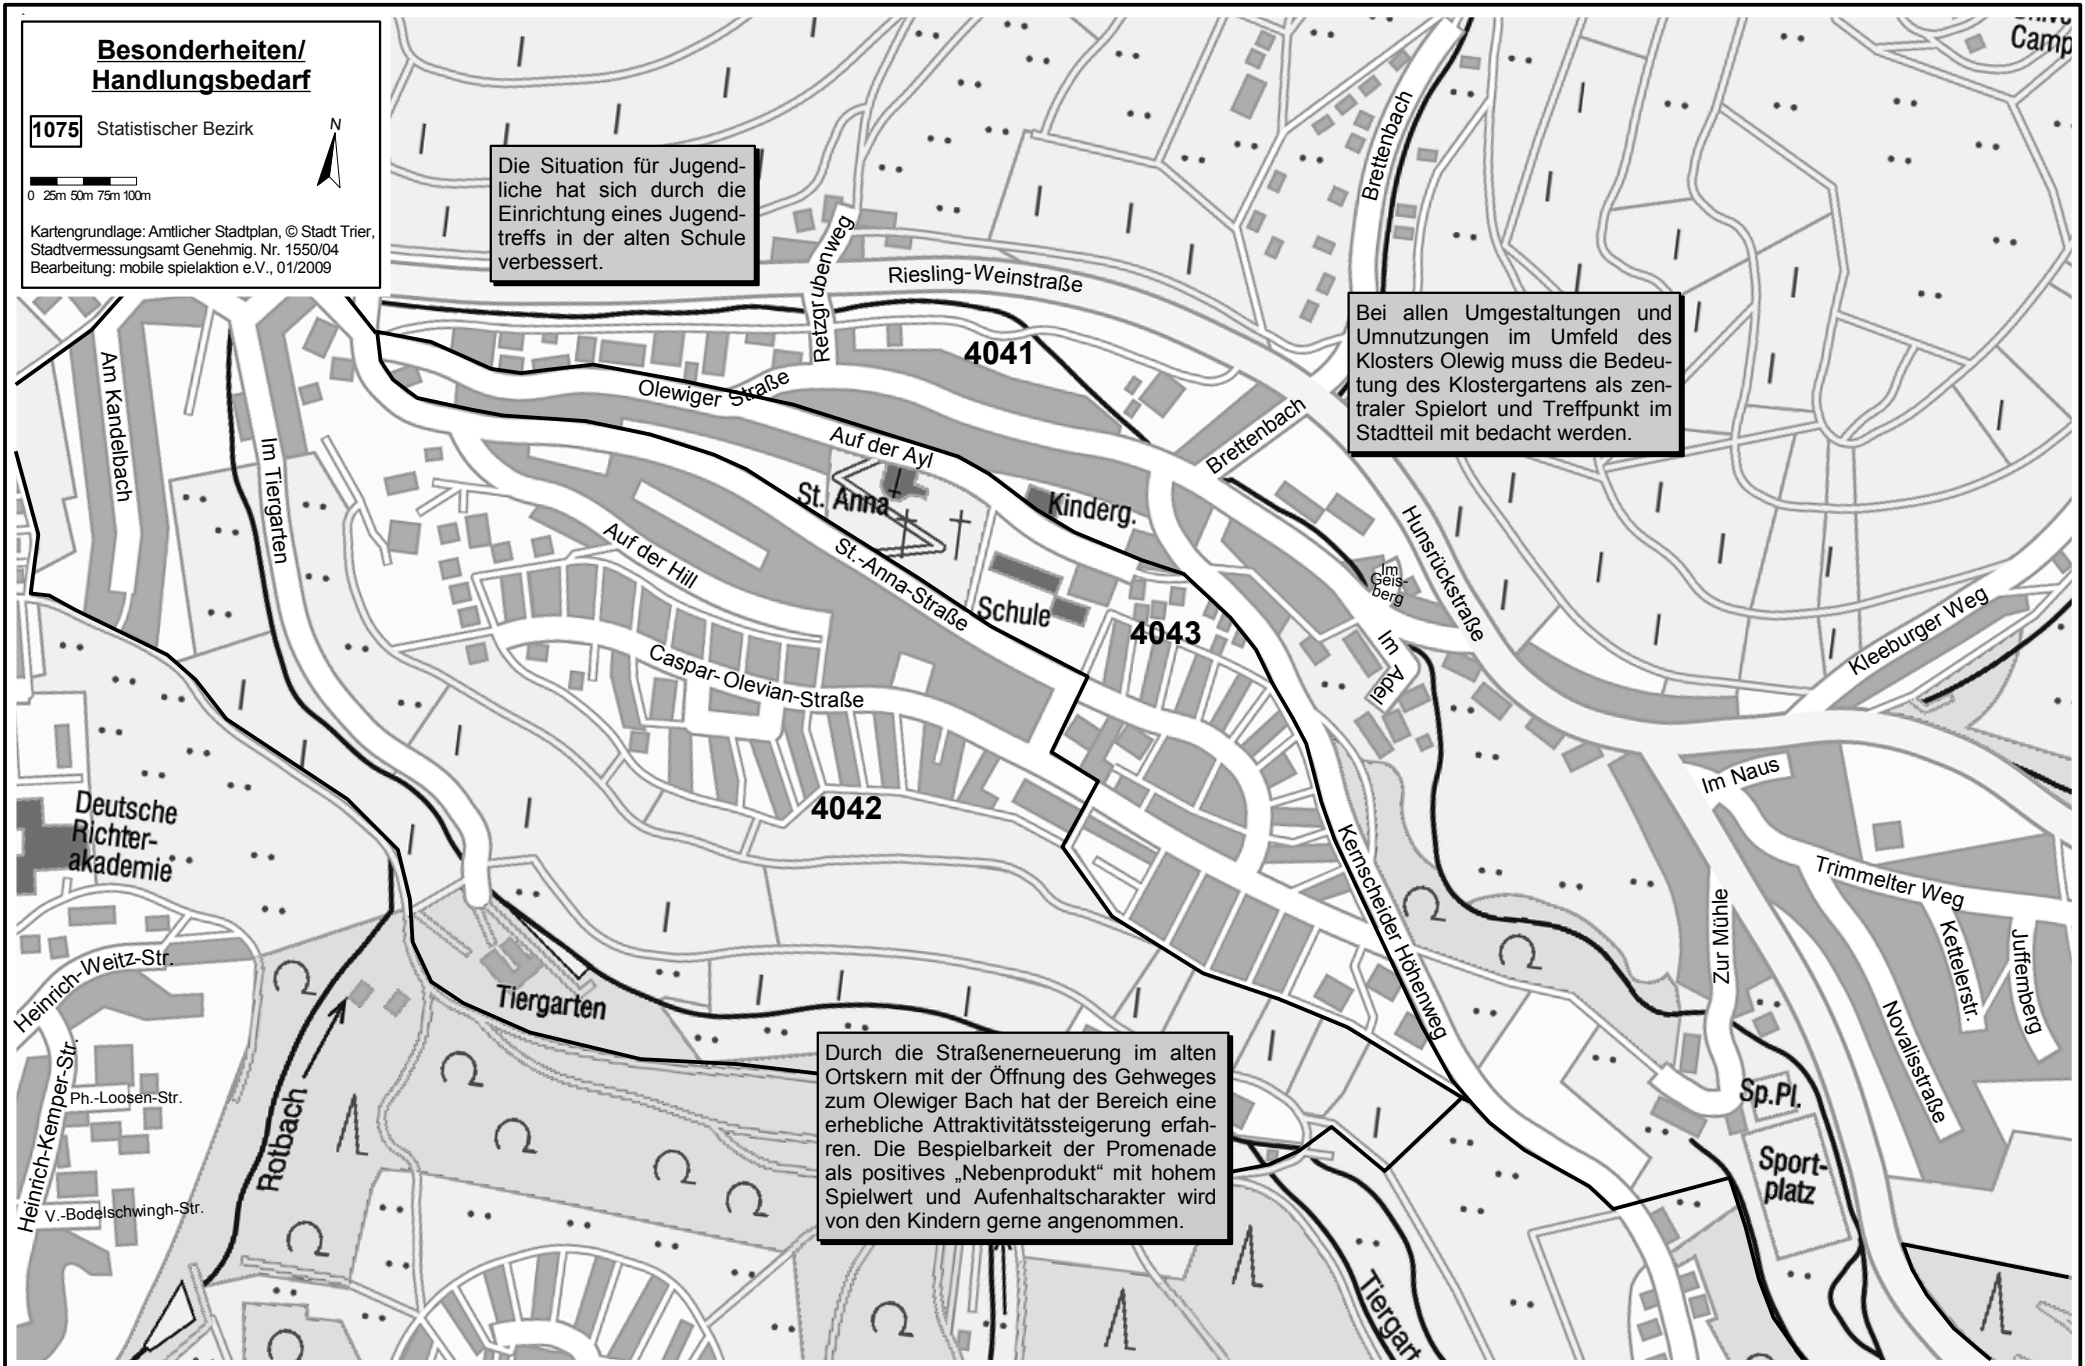 Besonderheiten/
Handlungsbedarf
1075 Statistischer Bezirk
N
0 25m 50m 75m 100m
Kartengrundlage: Amtlicher Stadtplan, © Stadt Trier,
Stadtvermessungsamt Genehmig. Nr. 1550/04
Bearbeitung: mobile spielaktion e.V., 01/2009
Die Situation für Jugend-
liche hat sich durch die
Einrichtung eines Jugend-
treffs in der alten Schule
verbessert.
Bei allen Umgestaltungen und
Umnutzungen im Umfeld des
Klosters Olewig muss die Bedeu-
tung des Klostergartens als zen-
traler Spielort und Treffpunkt im
Stadtteil mit bedacht werden.
Durch die Straßenerneuerung im alten
Ortskern mit der Öffnung des Gehweges
zum Olewiger Bach hat der Bereich eine
erhebliche Attraktivitätssteigerung erfah-
ren. Die Bespielbarkeit der Promenade
als positives „Nebenprodukt“ mit hohem
Spielwert und Aufenthaltscharakter wird
von den Kindern gerne angenommen.
Camp
Brettenbach
Retzgrubenweg
Riesling-Weinstraße
4041
Am Kandelbach
Im Tiergarten
Olewiger Straße
Auf der Ayl
Brettenbach
St. Anna
Kinderg.
Hunsrückstraße
Auf der Hill
St.-Anna-Straße
Schule
4043
Im
Geis-
berg
Im Adel
Kleeburger Weg
Caspar-Olevian-Straße
4042
Im Naus
Deutsche
Richter-
akademie
Kernscheider Höhenweg
Trimmelter Weg
Zur Mühle
Kettelerstr.
Juffernberg
Novalisstraße
Heinrich-Weitz-Str.
Tiergarten
Heinrich-Kemper-Str.
Ph.-Loosen-Str.
Rotbach
V.-Bodelschwingh-Str.
Sp.Pl.
Sport-
platz
Tiergart